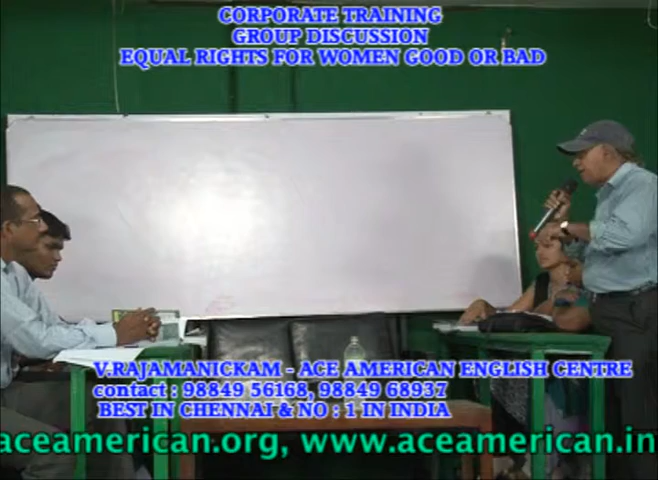 CORPORATE TRAINING
GROUP DISCUSSION
EQUAL RIGHTS FOR WOMEN GOOD OR BAD
V.RAJAMANICKAM - ACE AMERICAN ENGLISH CENTRE
contact : 98849 56168, 98849 68937
BEST IN CHENNAI & NO : 1 IN INDIA
aceamerican.org, www.aceamerican.in